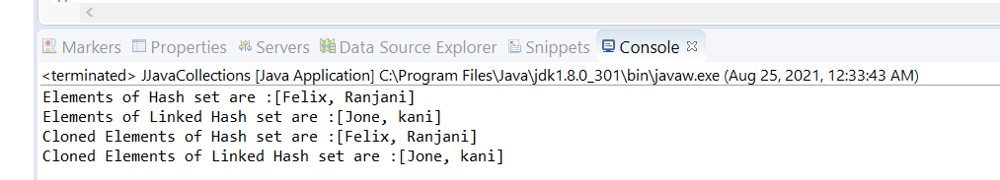 Markers Properties Servers Data Source Explorer Snippets Console
<terminated> JJavaCollections [Java Application] C:\Program Files\Java\jdk1.8.0_301\bin\javaw.exe (Aug 25, 2021, 12:33:43 AM)
Elements of Hash set are :[Felix, Ranjani]
Elements of Linked Hash set are :[Jone, kani]
Cloned Elements of Hash set are :[Felix, Ranjani]
Cloned Elements of Linked Hash set are :[Jone, kani]